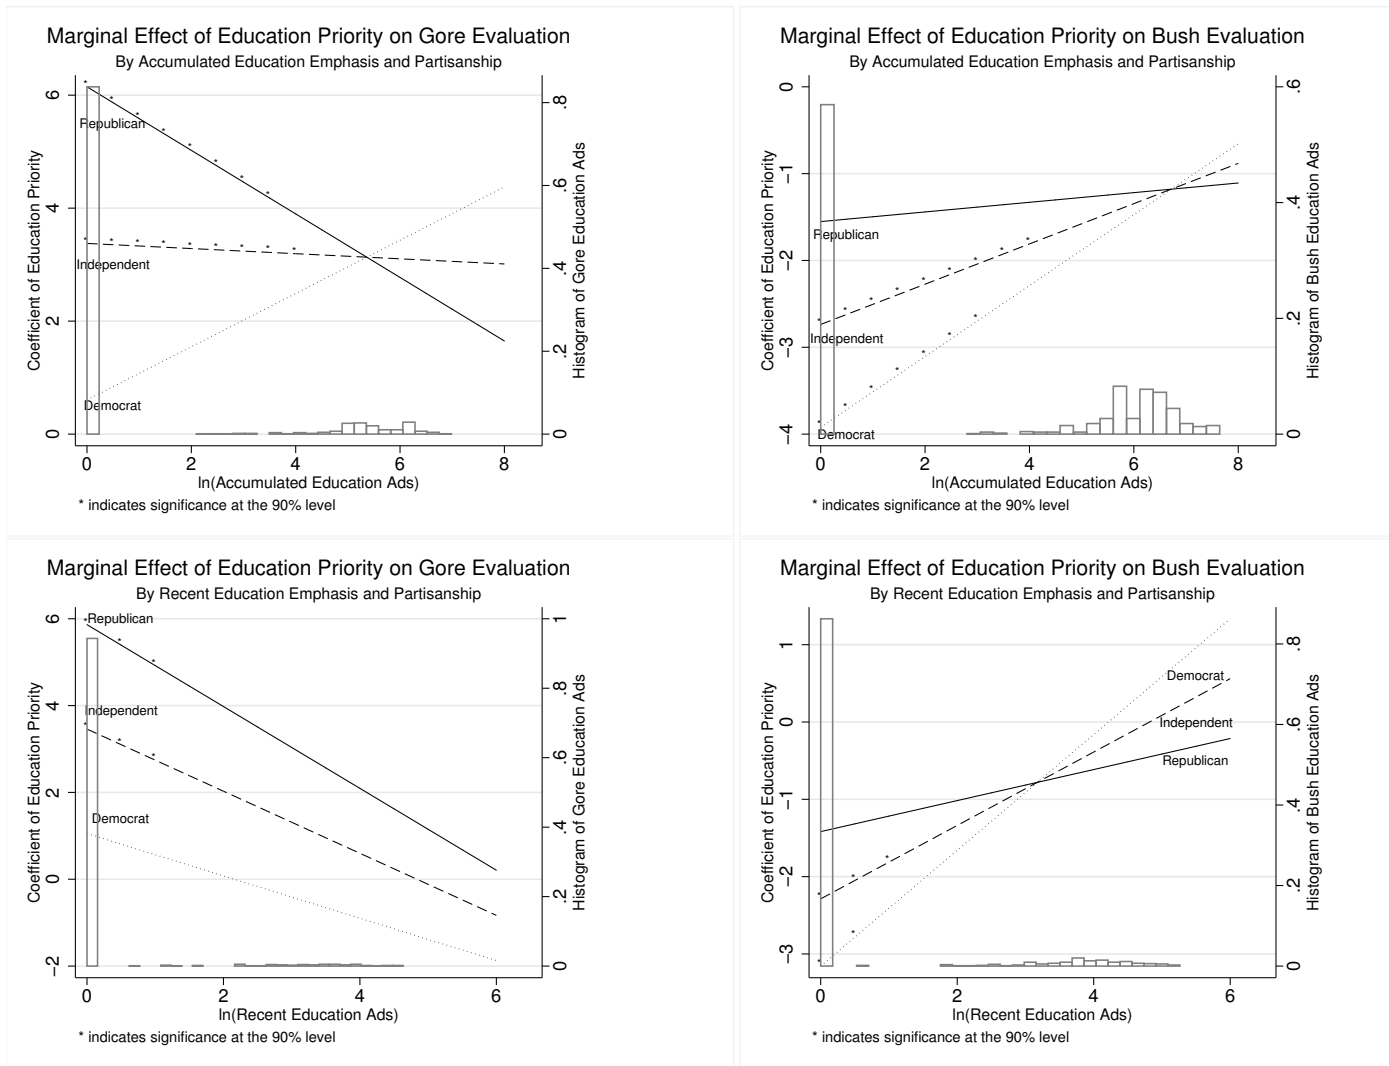 Marginal Effect of Education Priority on Gore Evaluation
By Accumulated Education Emphasis and Partisanship
Coefficient of Education Priority
6
4
2
0
Republican
Independent
Democrat
.8
.6
.4
.2
0
Histogram of Gore Education Ads
0 2 4 6 8
ln(Accumulated Education Ads)
* indicates significance at the 90% level
Marginal Effect of Education Priority on Bush Evaluation
By Accumulated Education Emphasis and Partisanship
Coefficient of Education Priority
0
−1
−2
−3
−4
Republican
Independent
Democrat
.6
.4
.2
0
Histogram of Bush Education Ads
0 2 4 6 8
ln(Accumulated Education Ads)
* indicates significance at the 90% level
Marginal Effect of Education Priority on Gore Evaluation
By Recent Education Emphasis and Partisanship
Coefficient of Education Priority
6
4
2
0
−2
Republican
Independent
Democrat
1
.8
.6
.4
.2
0
Histogram of Gore Education Ads
0 2 4 6
ln(Recent Education Ads)
* indicates significance at the 90% level
Marginal Effect of Education Priority on Bush Evaluation
By Recent Education Emphasis and Partisanship
Coefficient of Education Priority
1
0
−1
−2
−3
Democrat
Independent
Republican
.8
.6
.4
.2
0
Histogram of Bush Education Ads
0 2 4 6
ln(Recent Education Ads)
* indicates significance at the 90% level